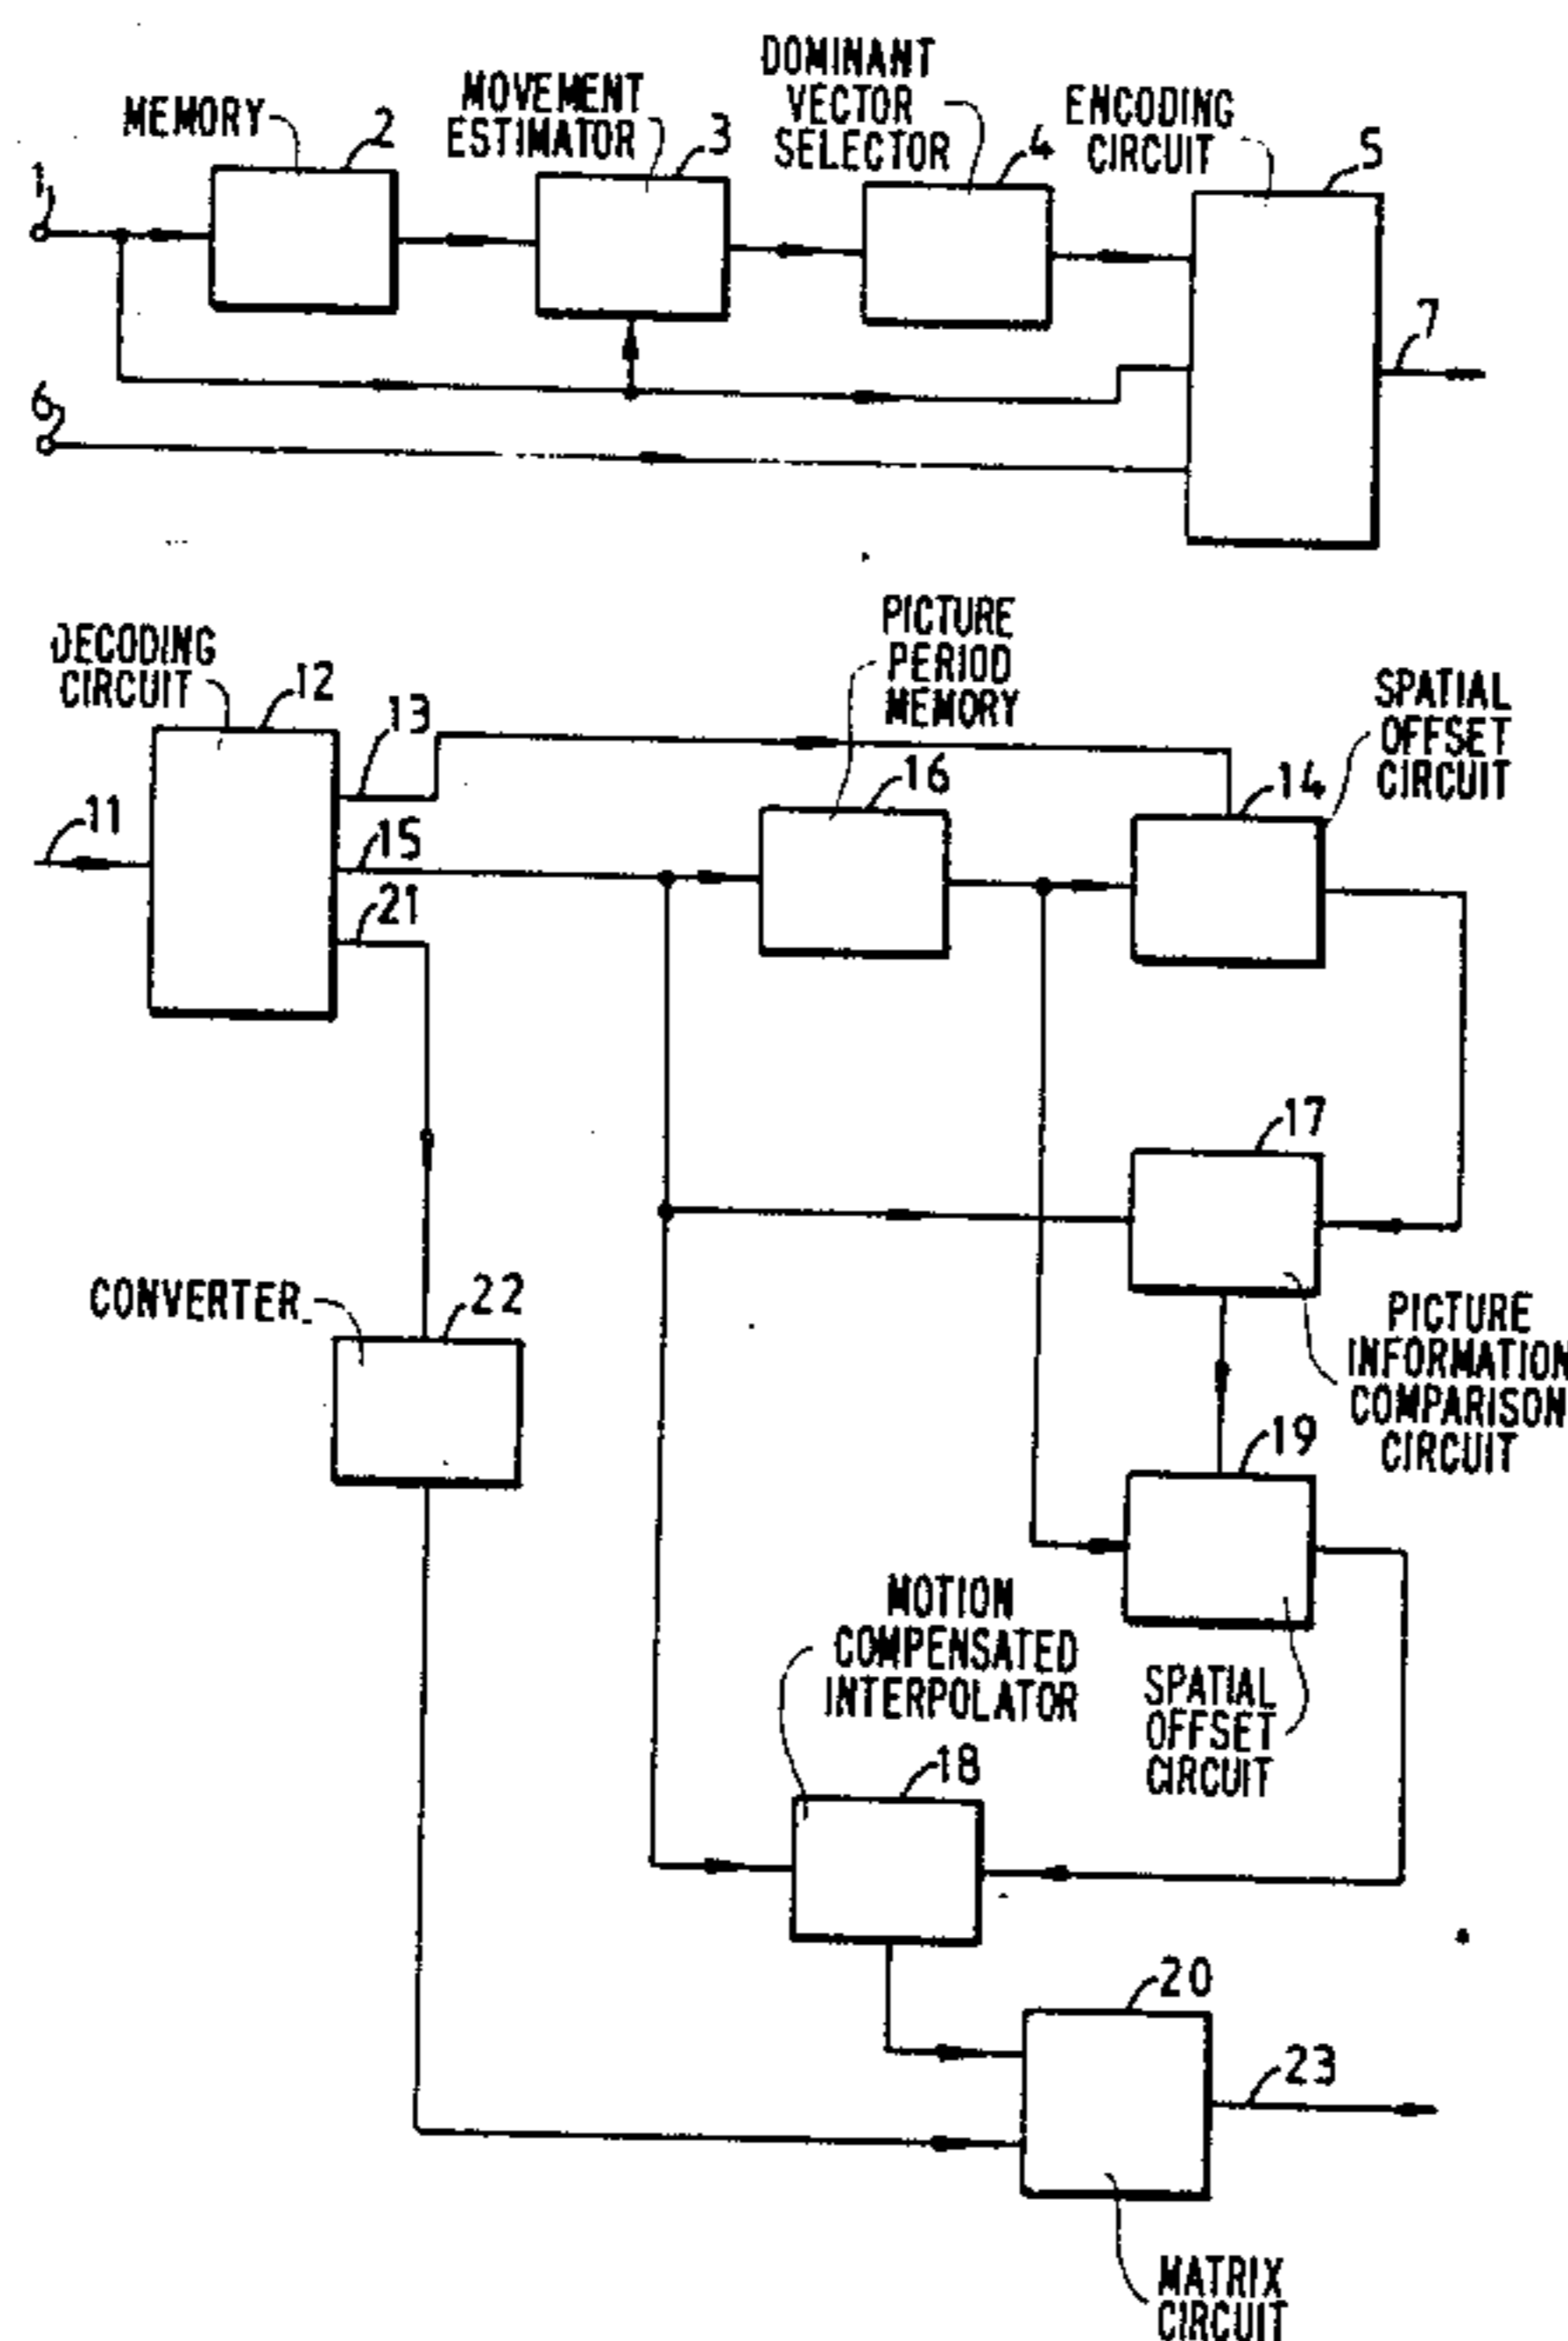 MEMORY
2
MOVEMENT
ESTIMATOR
3
DOMINANT
VECTOR
SELECTOR
4
ENCODING
CIRCUIT
5
1
7
6
DECODING
CIRCUIT
12
13
PICTURE
PERIOD
MEMORY
16
SPATIAL
OFFSET
CIRCUIT
14
11
15
21
17
PICTURE
INFORMATION
COMPARISON
CIRCUIT
CONVERTER
22
19
SPATIAL
OFFSET
CIRCUIT
MOTION
COMPENSATED
INTERPOLATOR
18
20
23
MATRIX
CIRCUIT